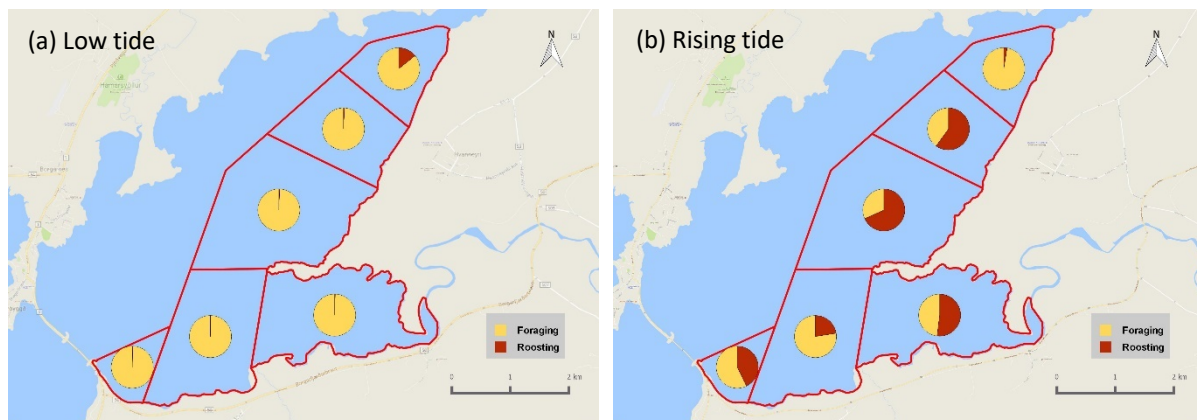 (a) Low tide
N
Foraging
Roosting
0 1 2 km
(b) Rising tide
N
Foraging
Roosting
0 1 2 km